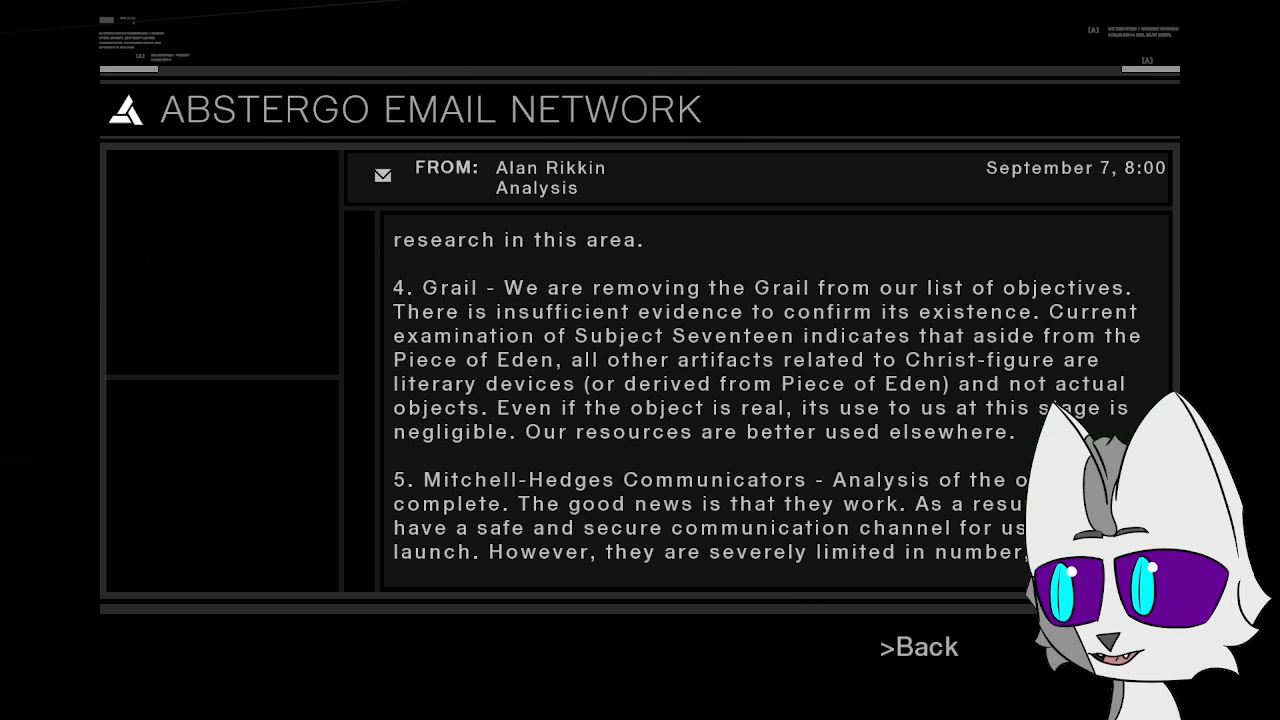 ABSTERGO EMAIL NETWORK
FROM: Alan Rikkin
Analysis
September 7, 8:00
research in this area.
4. Grail - We are removing the Grail from our list of objectives.
There is insufficient evidence to confirm its existence. Current
examination of Subject Seventeen indicates that aside from the
Piece of Eden, all other artifacts related to Christ-figure are
literary devices (or derived from Piece of Eden) and not actual
objects. Even if the object is real, its use to us at this stage is
negligible. Our resources are better used elsewhere.
5. Mitchell-Hedges Communicators - Analysis of the
complete. The good news is that they work. As a
have a safe and secure communication channel for
launch. However, they are severely limited in number,
>Back